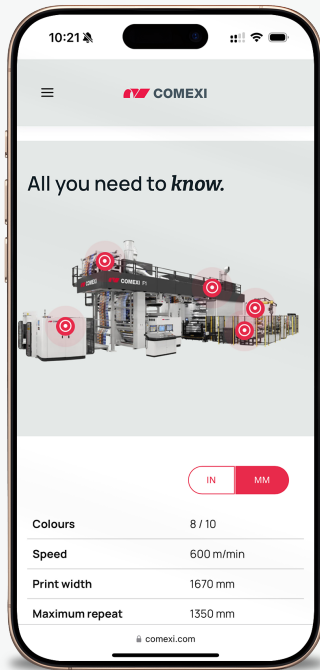 10:21
COMEXI
All you need to know.
COMEXI F1
IN MM
Colours 8 / 10
Speed 600 m/min
Print width 1670 mm
Maximum repeat 1350 mm
comexi.com